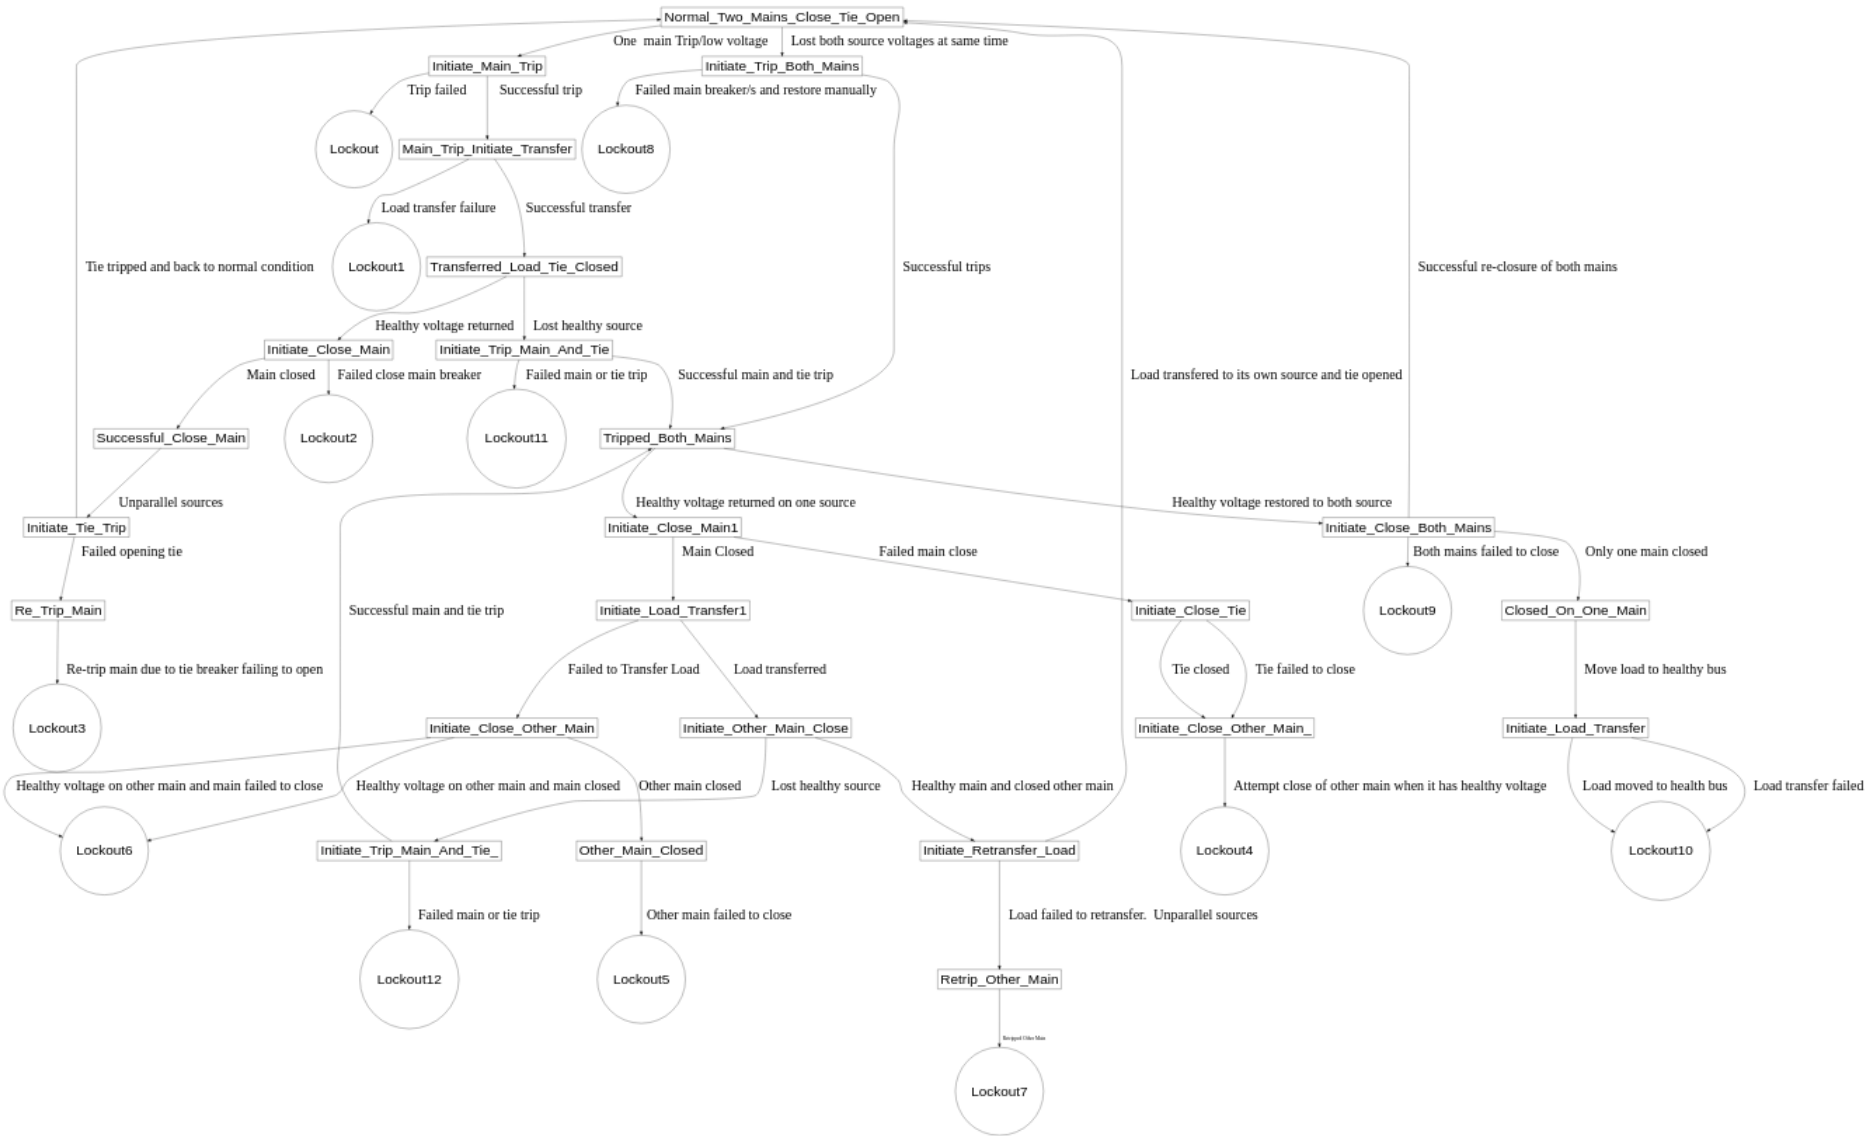 Normal_Two_Mains_Close_Tie_Open
One  main Trip/low voltage
Lost both source voltages at same time
Initiate_Main_Trip
Initiate_Trip_Both_Mains
Trip failed
Successful trip
Failed main breaker/s and restore manually
Lockout
Main_Trip_Initiate_Transfer
Lockout8
Load transfer failure
Successful transfer
Tie tripped and back to normal condition
Lockout1
Transferred_Load_Tie_Closed
Successful trips
Successful re-closure of both mains
Healthy voltage returned
Lost healthy source
Initiate_Close_Main
Initiate_Trip_Main_And_Tie
Main closed
Failed close main breaker
Failed main or tie trip
Successful main and tie trip
Load transfered to its own source and tie opened
Successful_Close_Main
Lockout2
Lockout11
Tripped_Both_Mains
Unparallel sources
Healthy voltage returned on one source
Healthy voltage restored to both source
Initiate_Tie_Trip
Initiate_Close_Main1
Initiate_Close_Both_Mains
Failed opening tie
Main Closed
Failed main close
Both mains failed to close
Only one main closed
Re_Trip_Main
Successful main and tie trip
Initiate_Load_Transfer1
Initiate_Close_Tie
Lockout9
Closed_On_One_Main
Re-trip main due to tie breaker failing to open
Failed to Transfer Load
Load transferred
Tie closed
Tie failed to close
Move load to healthy bus
Lockout3
Initiate_Close_Other_Main
Initiate_Other_Main_Close
Initiate_Close_Other_Main_
Initiate_Load_Transfer
Healthy voltage on other main and main failed to close
Healthy voltage on other main and main closed
Other main closed
Lost healthy source
Healthy main and closed other main
Attempt close of other main when it has healthy voltage
Load moved to health bus
Load transfer failed
Lockout6
Initiate_Trip_Main_And_Tie_
Other_Main_Closed
Initiate_Retransfer_Load
Lockout4
Lockout10
Failed main or tie trip
Other main failed to close
Load failed to retransfer.  Unparallel sources
Lockout12
Lockout5
Retrip_Other_Main
Retripped Other Main
Lockout7